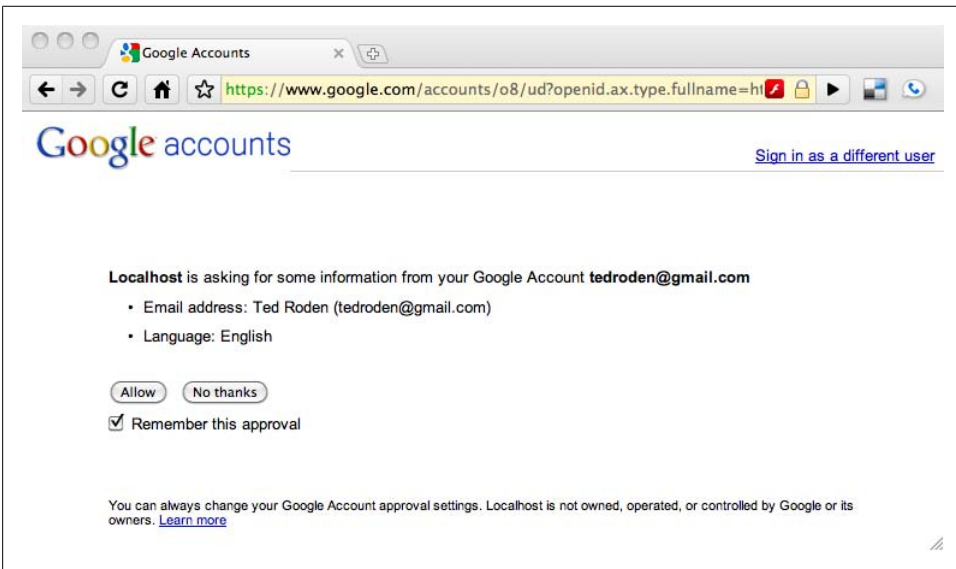 Google Accounts
https://www.google.com/accounts/o8/ud?openid.ax.type.fullname=ht
Google accounts
Sign in as a different user
Localhost is asking for some information from your Google Account tedroden@gmail.com
• Email address: Ted Roden (tedroden@gmail.com)
• Language: English
Allow No thanks
Remember this approval
You can always change your Google Account approval settings. Localhost is not owned, operated, or controlled by Google or its
owners. Learn more